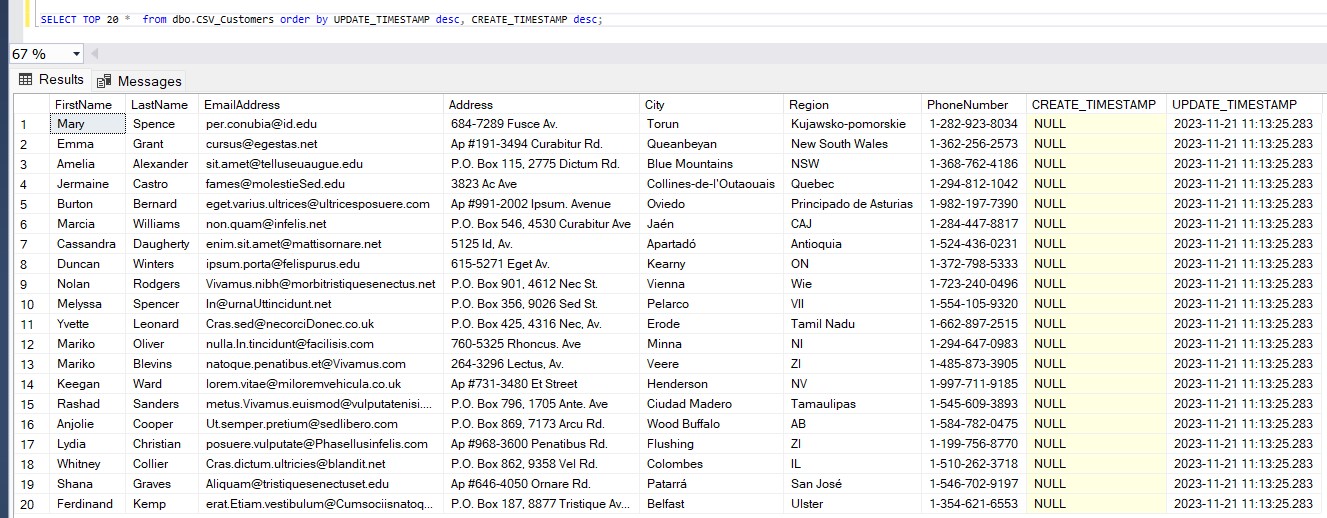 SELECT TOP 20 *  from dbo.CSV_Customers order by UPDATE_TIMESTAMP desc, CREATE_TIMESTAMP desc;
67 %
Results Messages
FirstName LastName EmailAddress Address City Region PhoneNumber CREATE_TIMESTAMP UPDATE_TIMESTAMP
1 Mary Spence per.conubia@id.edu 684-7289 Fusce Av. Torun Kujawsko-pomorskie 1-282-923-8034 NULL 2023-11-21 11:13:25.283
2 Emma Grant cursus@egestas.net Ap #191-3494 Curabitur Rd. Queanbeyan New South Wales 1-362-256-2573 NULL 2023-11-21 11:13:25.283
3 Amelia Alexander sit.amet@telluseuaugue.edu P.O. Box 115, 2775 Dictum Rd. Blue Mountains NSW 1-368-762-4186 NULL 2023-11-21 11:13:25.283
4 Jermaine Castro fames@molestieSed.edu 3823 Ac Ave Collines-de-l'Outaouais Quebec 1-294-812-1042 NULL 2023-11-21 11:13:25.283
5 Burton Bernard eget.varius.ultrices@ultricesposuere.com Ap #991-2002 Ipsum. Avenue Oviedo Principado de Asturias 1-982-197-7390 NULL 2023-11-21 11:13:25.283
6 Marcia Williams non.quam@infelis.net P.O. Box 546, 4530 Curabitur Ave Jaén CAJ 1-284-447-8817 NULL 2023-11-21 11:13:25.283
7 Cassandra Daugherty enim.sit.amet@mattisornare.net 5125 Id, Av. Apartadó Antioquia 1-524-436-0231 NULL 2023-11-21 11:13:25.283
8 Duncan Winters ipsum.porta@felispurus.edu 615-5271 Eget Av. Kearny ON 1-372-798-5333 NULL 2023-11-21 11:13:25.283
9 Nolan Rodgers Vivamus.nibh@morbitristiquesenectus.net P.O. Box 901, 4612 Nec St. Vienna Wie 1-723-240-0496 NULL 2023-11-21 11:13:25.283
10 Melyssa Spencer In@urnaUttincidunt.net P.O. Box 356, 9026 Sed St. Pelarco VII 1-554-105-9320 NULL 2023-11-21 11:13:25.283
11 Yvette Leonard Cras.sed@necorciDonec.co.uk P.O. Box 425, 4316 Nec, Av. Erode Tamil Nadu 1-662-897-2515 NULL 2023-11-21 11:13:25.283
12 Mariko Oliver nulla.In.tincidunt@facilisis.com 760-5325 Rhoncus. Ave Minna NI 1-294-647-0983 NULL 2023-11-21 11:13:25.283
13 Mariko Blevins natoque.penatibus.et@Vivamus.com 264-3296 Lectus, Av. Veere ZI 1-485-873-3905 NULL 2023-11-21 11:13:25.283
14 Keegan Ward lorem.vitae@miloremvehicula.co.uk Ap #731-3480 Et Street Henderson NV 1-997-711-9185 NULL 2023-11-21 11:13:25.283
15 Rashad Sanders metus.Vivamus.euismod@vulputatenisi.... P.O. Box 796, 1705 Ante. Ave Ciudad Madero Tamaulipas 1-545-609-3893 NULL 2023-11-21 11:13:25.283
16 Anjolie Cooper Ut.semper.pretium@sedlibero.com P.O. Box 869, 7173 Arcu Rd. Wood Buffalo AB 1-584-782-0475 NULL 2023-11-21 11:13:25.283
17 Lydia Christian posuere.vulputate@Phasellusinfelis.com Ap #968-3600 Penatibus Rd. Flushing ZI 1-199-756-8770 NULL 2023-11-21 11:13:25.283
18 Whitney Collier Cras.dictum.ultricies@blandit.net P.O. Box 862, 9358 Vel Rd. Colombes IL 1-510-262-3718 NULL 2023-11-21 11:13:25.283
19 Shana Graves Aliquam@tristiquesenectuset.edu Ap #646-4050 Ornare Rd. Patarrá San José 1-546-702-9197 NULL 2023-11-21 11:13:25.283
20 Ferdinand Kemp erat.Etiam.vestibulum@Cumsociisnatoq... P.O. Box 187, 8877 Tristique Av... Belfast Ulster 1-354-621-6553 NULL 2023-11-21 11:13:25.283